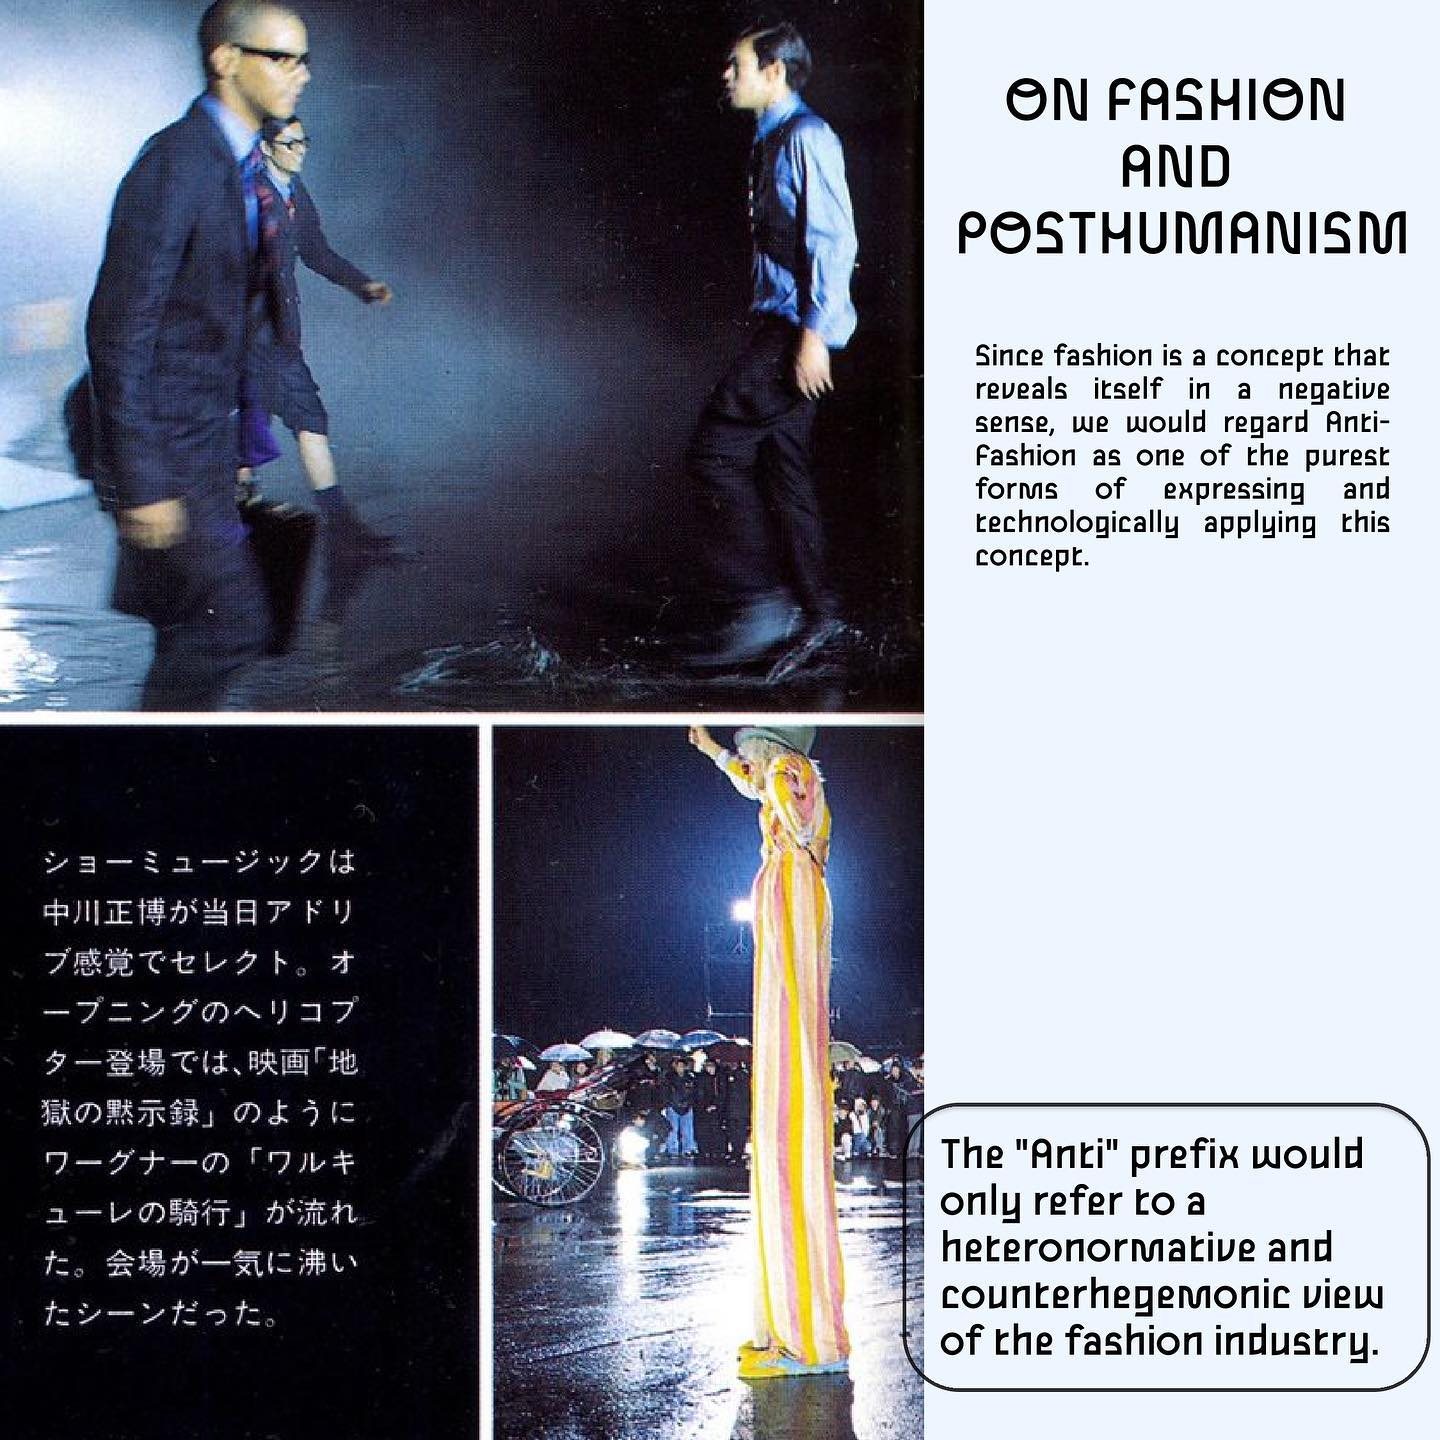 ON FASHION
AND
POSTHUMANISM
Since fashion is a concept that
reveals itself in a negative
sense, we would regard Anti-
Fashion as one of the purest
forms of expressing and
technologically applying this
concept.
ショーミュージックは
中川正博が当日アドリ
ブ感覚でセレクト。オ
ープニングのヘリコプ
ター登場では、映画「地
獄の黙示録」のように
ワーグナーの「ワルキ
ューレの騎行」が流れ
た。会場が一気に沸い
たシーンだった。
The "Anti" prefix would
only refer to a
heteronormative and
counterhegemonic view
of the fashion industry.